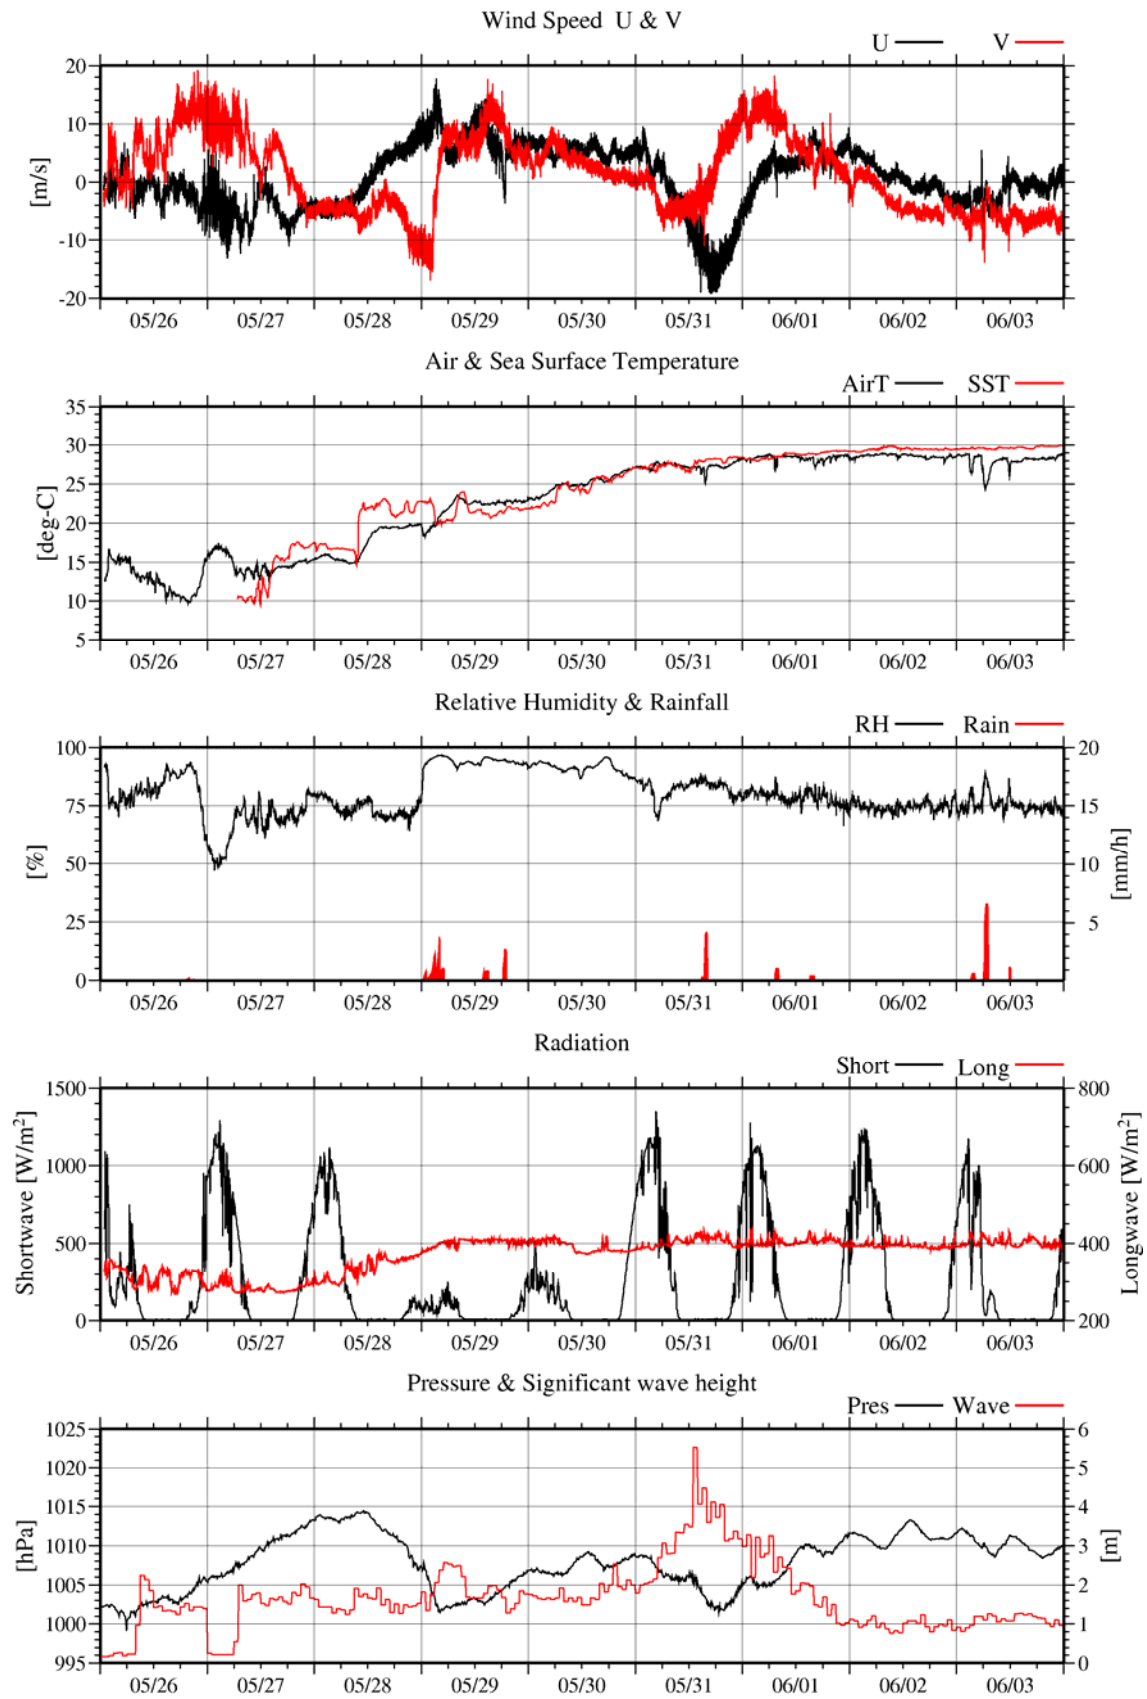 Wind Speed U & V
U V
20
10
0
-10
-20
[m/s]
05/26 05/27 05/28 05/29 05/30 05/31 06/01 06/02 06/03
Air & Sea Surface Temperature
AirT SST
35
30
25
20
15
10
5
[deg-C]
05/26 05/27 05/28 05/29 05/30 05/31 06/01 06/02 06/03
Relative Humidity & Rainfall
RH Rain
100 20
75 15
50 10
25 5
0
[%] [mm/h]
05/26 05/27 05/28 05/29 05/30 05/31 06/01 06/02 06/03
Radiation
Short Long
1500 800
1000 600
500 400
0 200
Shortwave [W/m²] Longwave [W/m²]
05/26 05/27 05/28 05/29 05/30 05/31 06/01 06/02 06/03
Pressure & Significant wave height
Pres Wave
1025 6
1020 5
1015 4
1010 3
1005 2
1000 1
995 0
[hPa] [m]
05/26 05/27 05/28 05/29 05/30 05/31 06/01 06/02 06/03